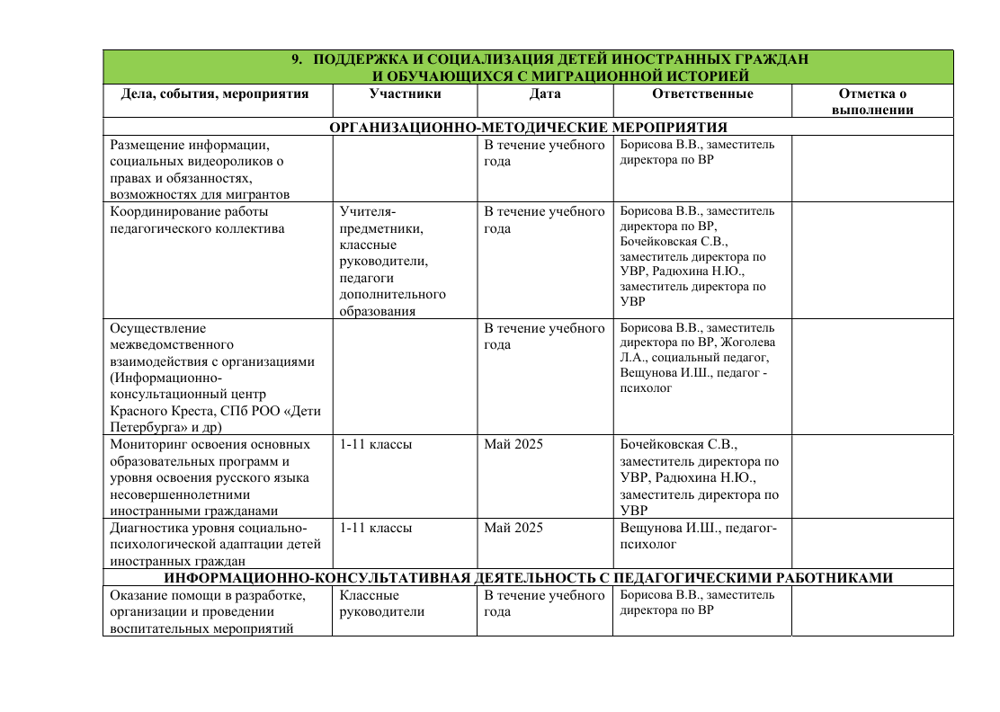 9. ПОДДЕРЖКА И СОЦИАЛИЗАЦИЯ ДЕТЕЙ ИНОСТРАННЫХ ГРАЖДАН
И ОБУЧАЮЩИХСЯ С МИГРАЦИОННОЙ ИСТОРИЕЙ
Дела, события, мероприятия
Участники
Дата
Ответственные
Отметка о
выполнении
ОРГАНИЗАЦИОННО-МЕТОДИЧЕСКИЕ МЕРОПРИЯТИЯ
Размещение информации,
социальных видеороликов о
правах и обязанностях,
возможностях для мигрантов
В течение учебного
года
Борисова В.В., заместитель
директора по ВР
Координирование работы
педагогического коллектива
Учителя-
предметники,
классные
руководители,
педагоги
дополнительного
образования
В течение учебного
года
Борисова В.В., заместитель
директора по ВР,
Бочейковская С.В.,
заместитель директора по
УВР, Радюхина Н.Ю.,
заместитель директора по
УВР
Осуществление
межведомственного
взаимодействия с организациями
(Информационно-
консультационный центр
Красного Креста, СПб РОО «Дети
Петербурга» и др)
В течение учебного
года
Борисова В.В., заместитель
директора по ВР, Жоголева
Л.А., социальный педагог,
Вещунова И.Ш., педагог -
психолог
Мониторинг освоения основных
образовательных программ и
уровня освоения русского языка
несовершеннолетними
иностранными гражданами
1-11 классы
Май 2025
Бочейковская С.В.,
заместитель директора по
УВР, Радюхина Н.Ю.,
заместитель директора по
УВР
Диагностика уровня социально-
психологической адаптации детей
иностранных граждан
1-11 классы
Май 2025
Вещунова И.Ш., педагог-
психолог
ИНФОРМАЦИОННО-КОНСУЛЬТАТИВНАЯ ДЕЯТЕЛЬНОСТЬ С ПЕДАГОГИЧЕСКИМИ РАБОТНИКАМИ
Оказание помощи в разработке,
организации и проведении
воспитательных мероприятий
Классные
руководители
В течение учебного
года
Борисова В.В., заместитель
директора по ВР